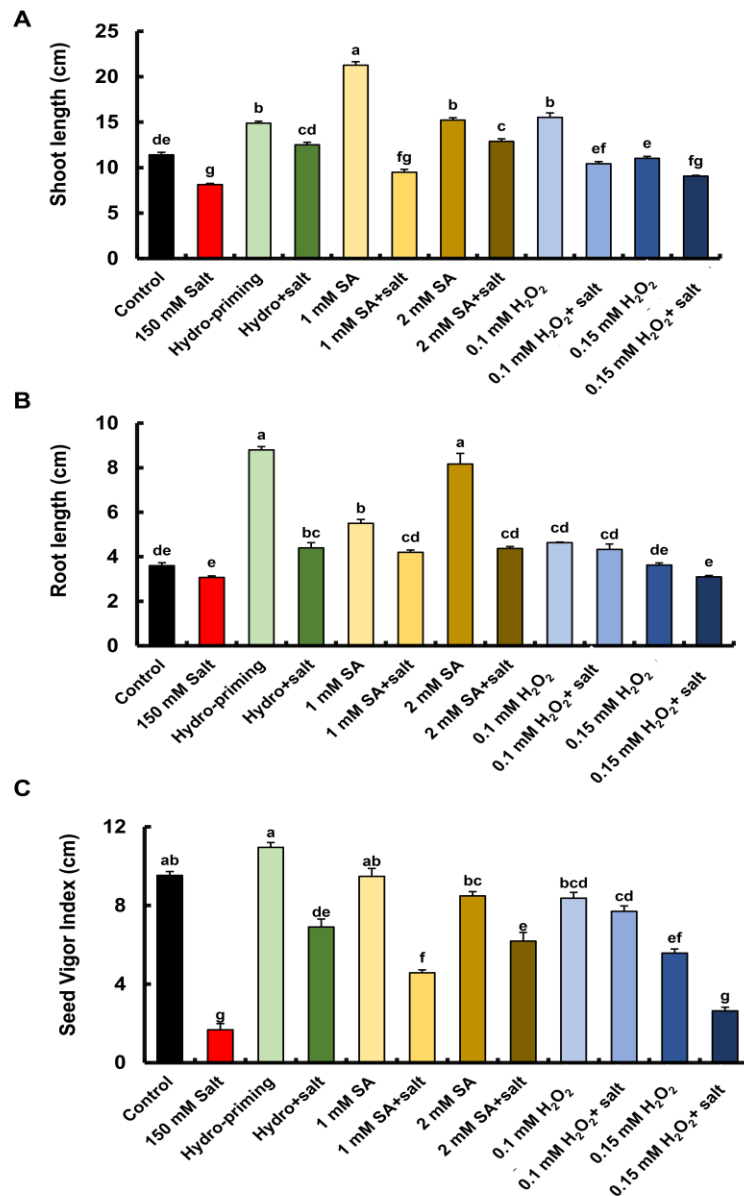 A
Shoot length (cm)
25
20
15
10
5
0
de
g
b
cd
a
fg
b
c
b
ef
e
fg
Control
150 mM Salt
Hydro-priming
Hydro+salt
1 mM SA
1 mM SA+salt
2 mM SA
2 mM SA+salt
0.1 mM H₂O₂
0.1 mM H₂O₂+ salt
0.15 mM H₂O₂
0.15 mM H₂O₂+ salt
B
Root length (cm)
10
8
6
4
2
0
de
e
a
bc
b
cd
a
cd
cd
cd
de
e
Control
150 mM Salt
Hydro-priming
Hydro+salt
1 mM SA
1 mM SA+salt
2 mM SA
2 mM SA+salt
0.1 mM H₂O₂
0.1 mM H₂O₂+ salt
0.15 mM H₂O₂
0.15 mM H₂O₂+ salt
C
Seed Vigor Index (cm)
12
8
4
0
ab
g
a
de
ab
f
bc
e
bcd
cd
ef
g
Control
150 mM Salt
Hydro-priming
Hydro+salt
1 mM SA
1 mM SA+salt
2 mM SA
2 mM SA+salt
0.1 mM H₂O₂
0.1 mM H₂O₂+ salt
0.15 mM H₂O₂
0.15 mM H₂O₂+ salt